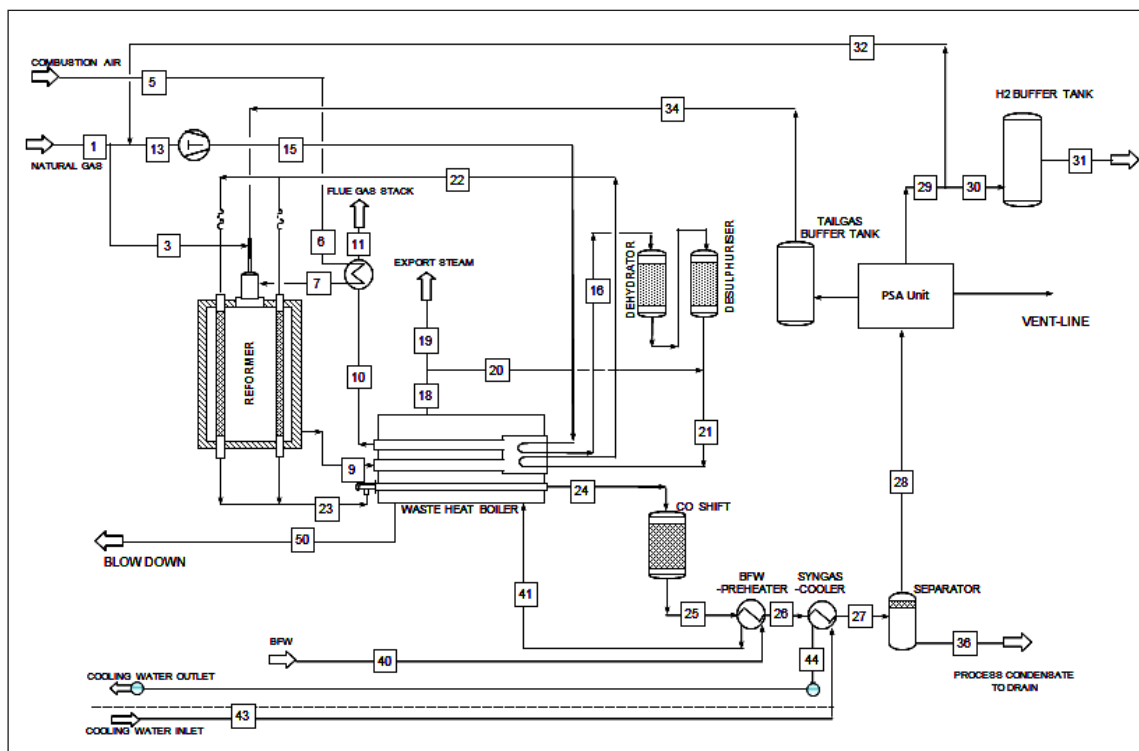 32
COMBUSTION AIR
5
H2 BUFFER TANK
34
1
13
15
NATURAL GAS
31
22
29
30
FLUE GAS STACK
TAILGAS
BUFFER TANK
3
6
11
EXPORT STEAM
7
16
DEHYDRATOR
DESULPHURISER
PSA Unit
VENT-LINE
REFORMER
19
10
20
18
21
9
24
28
23
WASTE HEAT BOILER
CO SHIFT
50
BLOW DOWN
41
BFW
-PREHEATER
SYNGAS
-COOLER
SEPARATOR
25
26
27
BFW
40
44
36
COOLING WATER OUTLET
PROCESS CONDENSATE
TO DRAIN
43
COOLING WATER INLET